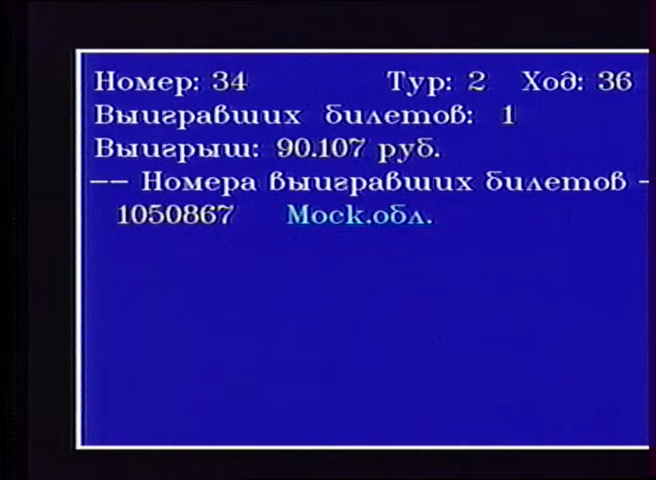 Номер: 34 Тур: 2 Ход: 36
Выигравших билетов: 1
Выигрыш: 90.107 руб.
-- Номера выигравших билетов -
1050867 Моск.обл.